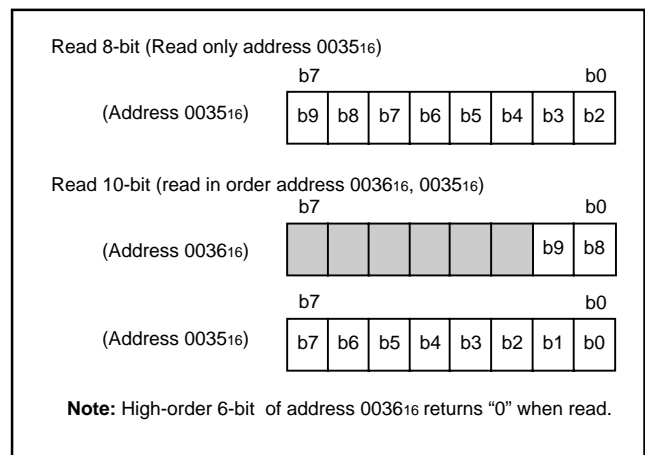 Read 8-bit (Read only address 003516)
b7 b0
(Address 003516) b9 b8 b7 b6 b5 b4 b3 b2
Read 10-bit (read in order address 003616, 003516)
b7 b0
(Address 003616) b9 b8
b7 b0
(Address 003516) b7 b6 b5 b4 b3 b2 b1 b0
Note: High-order 6-bit of address 003616 returns “0” when read.